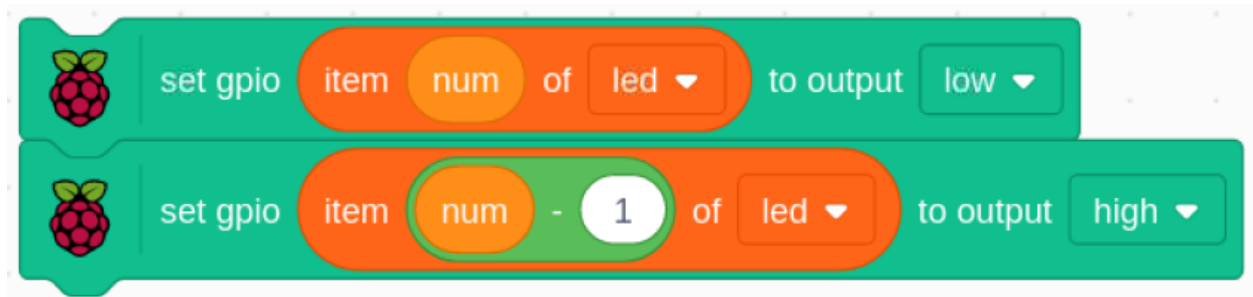 set gpio item num of led to output low
set gpio item num - 1 of led to output high